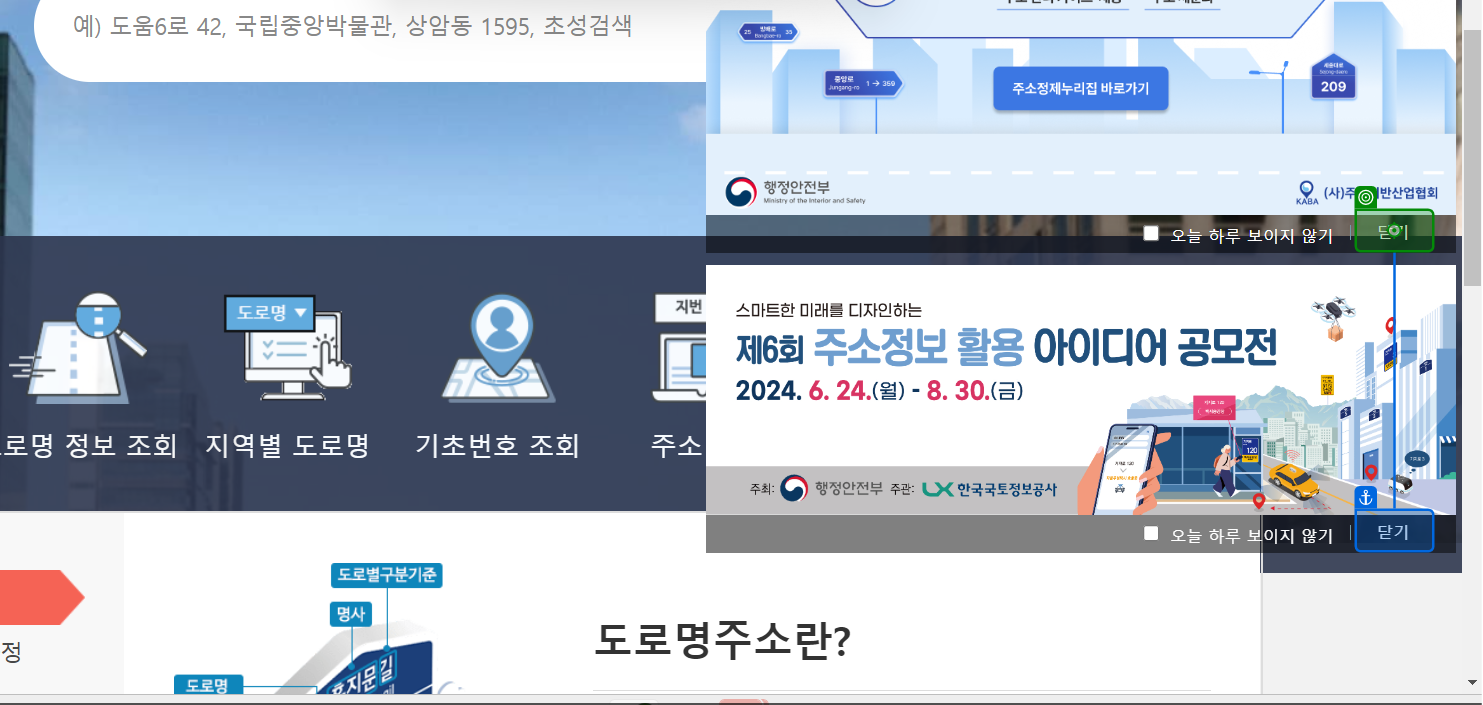 예) 도움6로 42, 국립중앙박물관, 상암동 1595, 초성검색
25 방배로 35
Bangbae-ro
중앙로 1 → 359
Jungang-ro
주소정제누리집 바로가기
세종대로
Sejong-daero
209
행정안전부
Ministry of the Interior and Safety
KABA (사)주 반산업협회
오늘 하루 보이지 않기
닫기
스마트한 미래를 디자인하는
제6회 주소정보 활용 아이디어 공모전
2024. 6. 24.(월) - 8. 30.(금)
주최: 행정안전부 주관: LX 한국국토정보공사
120
오늘 하루 보이지 않기
닫기
도로명
지번
로명 정보 조회
지역별 도로명
기초번호 조회
주소
정
도로별구분기준
명사
도로명
홍지문길
도로명주소란?